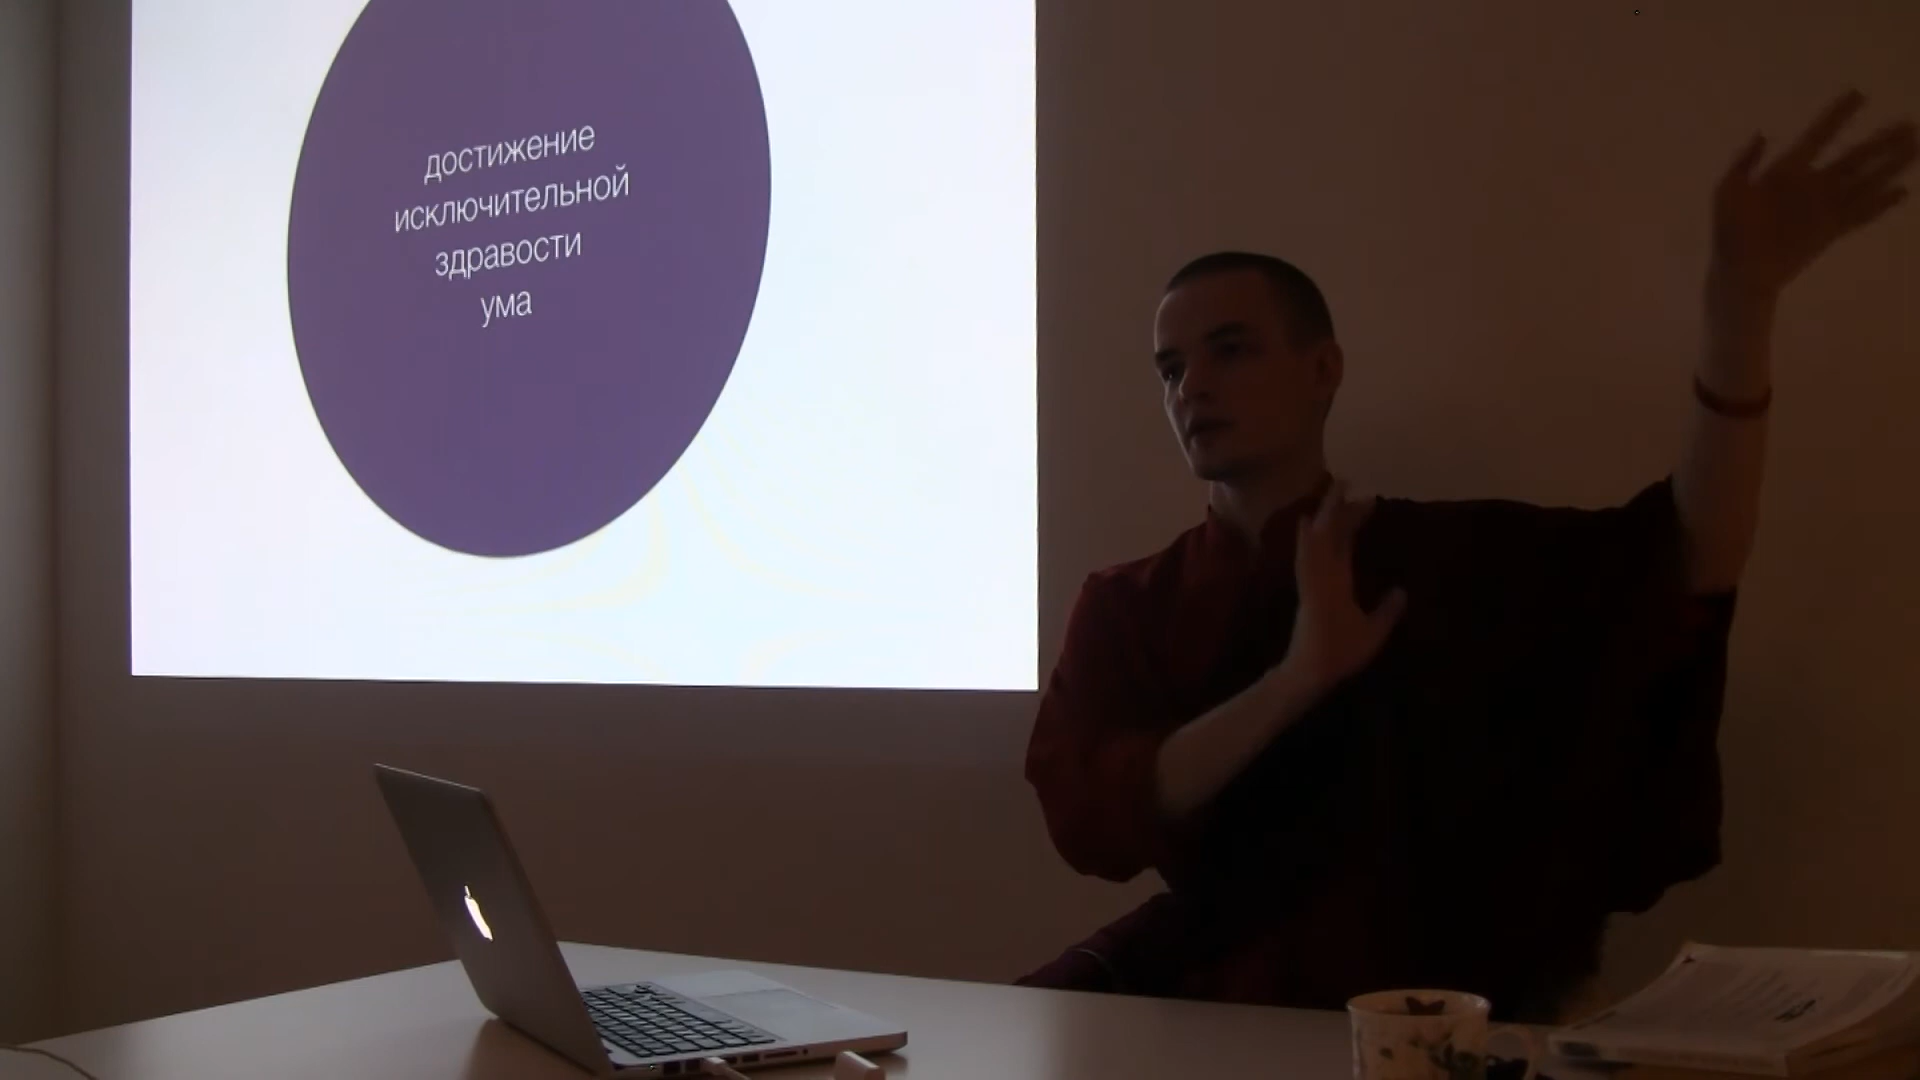 достижение
исключительной
здравости
ума